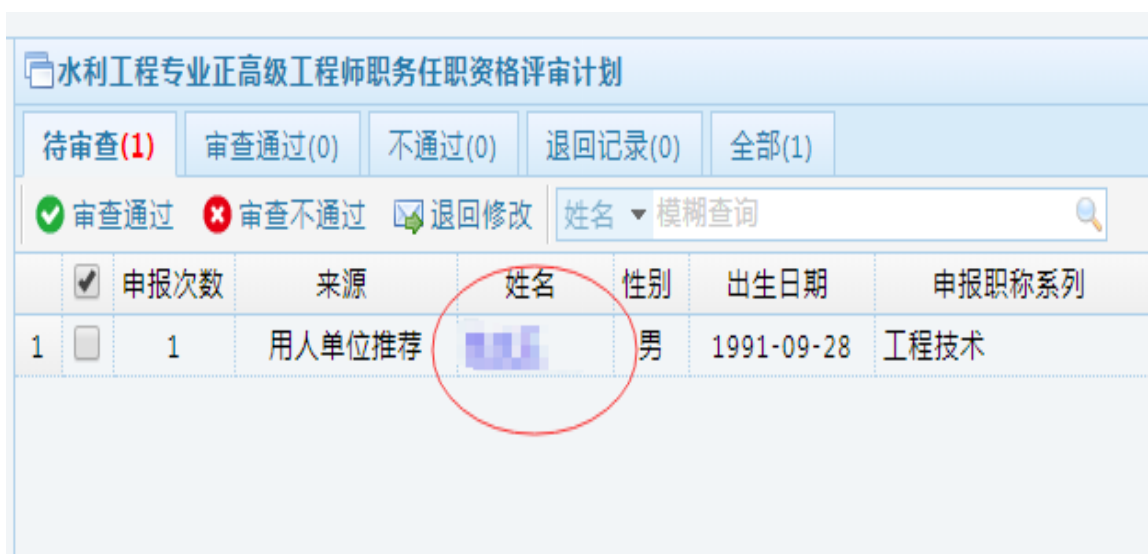 水利工程专业正高级工程师职务任职资格评审计划
待审查(1) 审查通过(0) 不通过(0) 退回记录(0) 全部(1)
审查通过 审查不通过 退回修改 姓名 模糊查询
申报次数 来源 姓名 性别 出生日期 申报职称系列
1 1 用人单位推荐 男 1991-09-28 工程技术